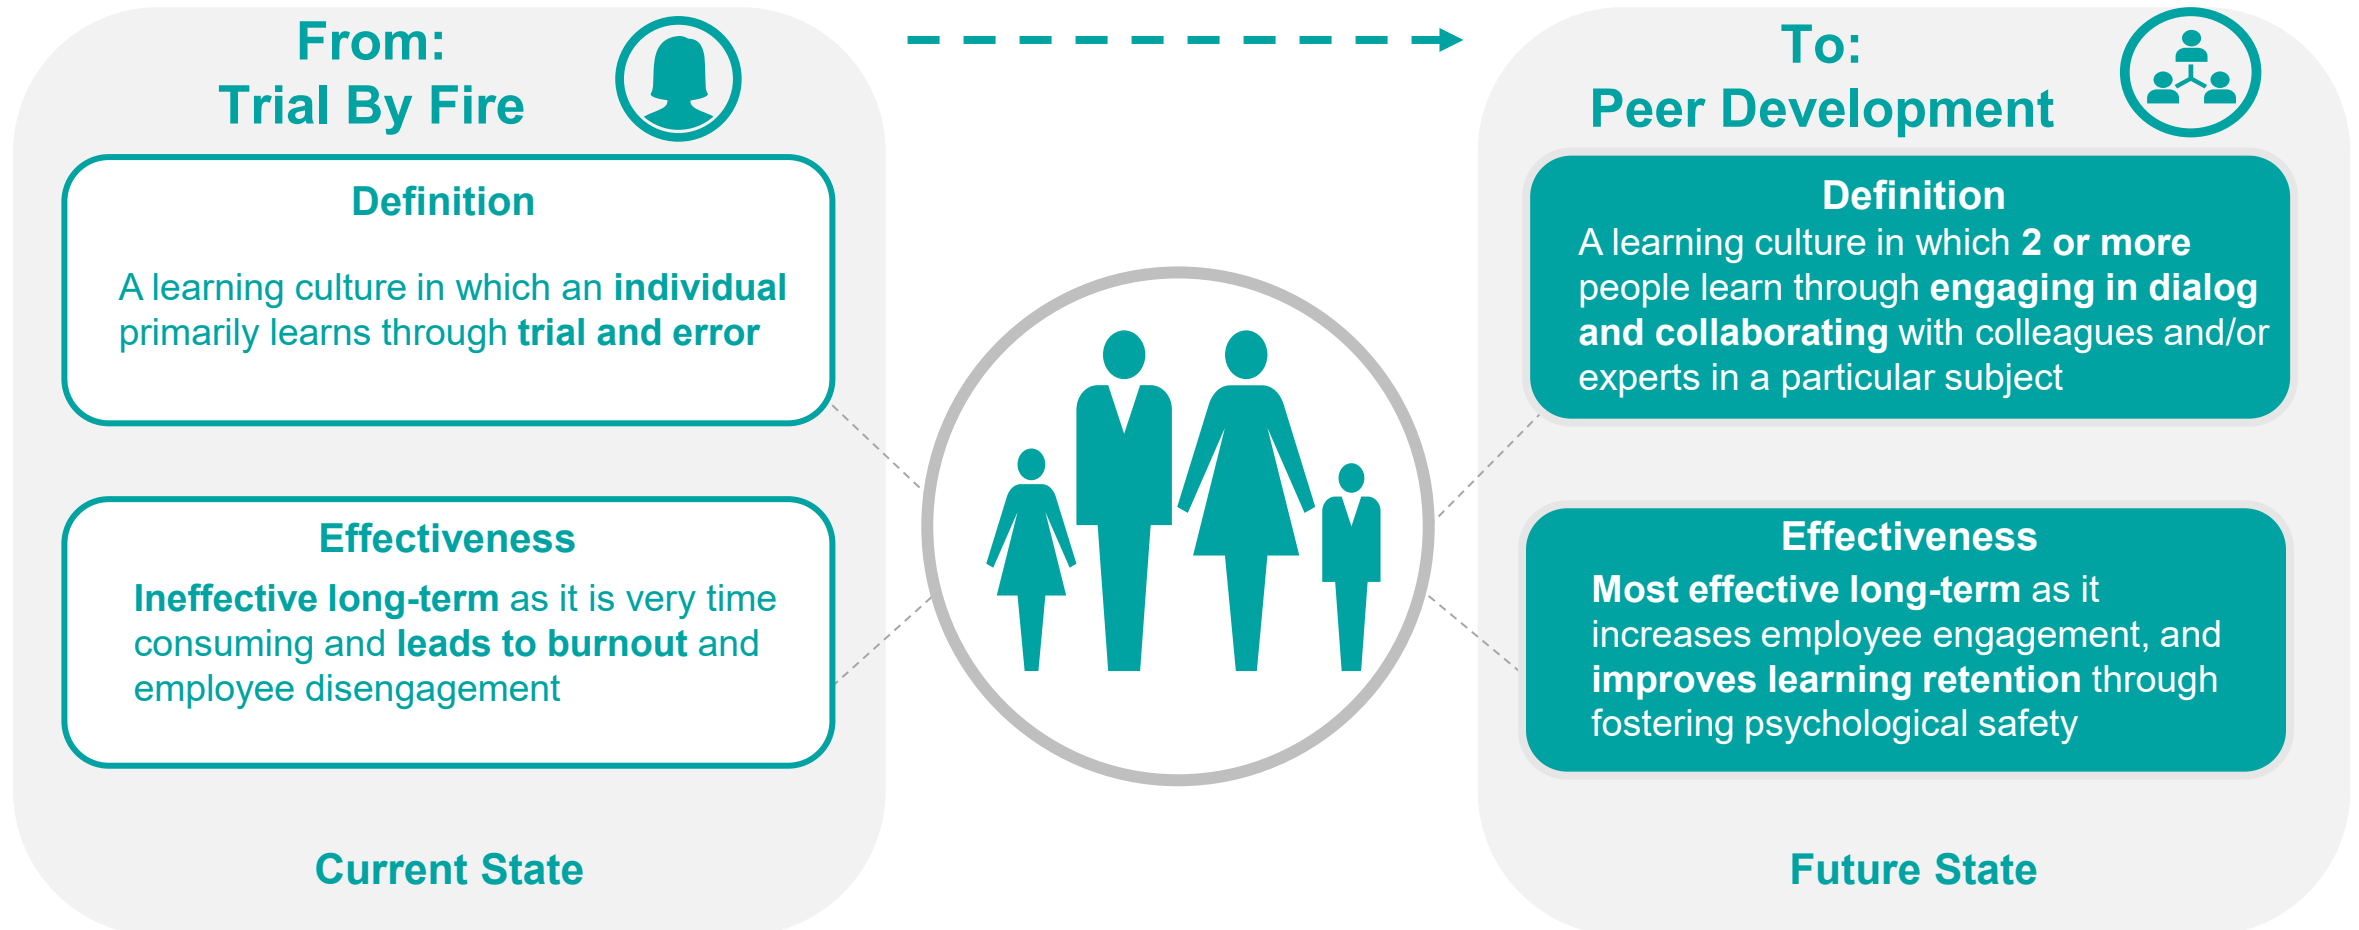 From:
Trial By Fire
Definition
A learning culture in which an individual
primarily learns through trial and error
Effectiveness
Ineffective long-term as it is very time
consuming and leads to burnout and
employee disengagement
Current State
To:
Peer Development
Definition
A learning culture in which 2 or more
people learn through engaging in dialog
and collaborating with colleagues and/or
experts in a particular subject
Effectiveness
Most effective long-term as it
increases employee engagement, and
improves learning retention through
fostering psychological safety
Future State